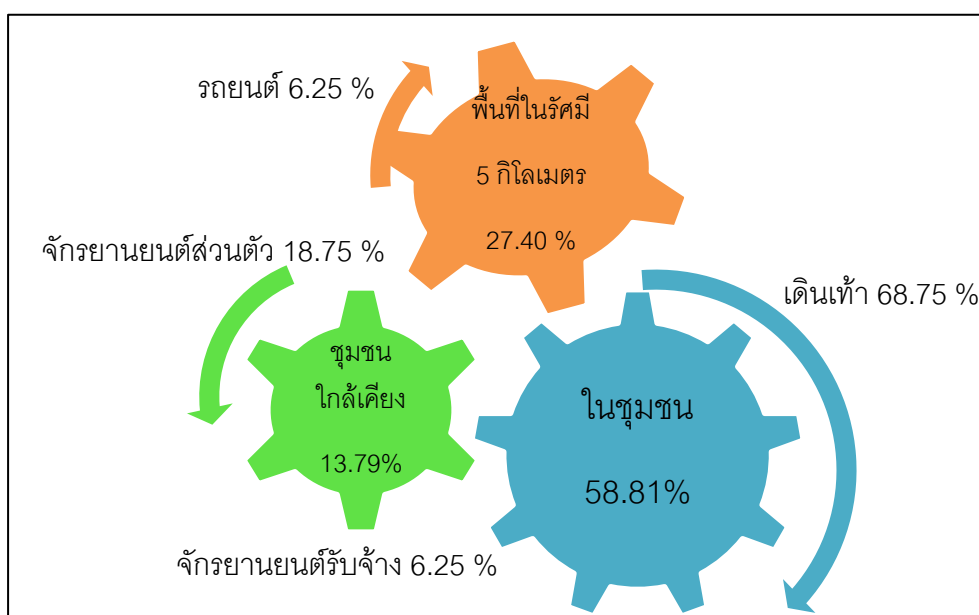 รถยนต์ 6.25 %
พื้นที่ในรัศมี
5 กิโลเมตร
27.40 %
จักรยานยนต์ส่วนตัว 18.75 %
เดินเท้า 68.75 %
ชุมชน
ใกล้เคียง
13.79%
ในชุมชน
58.81%
จักรยานยนต์รับจ้าง 6.25 %